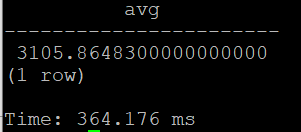 avg
-----------------------
3105.8648300000000000
(1 row)
Time: 364.176 ms